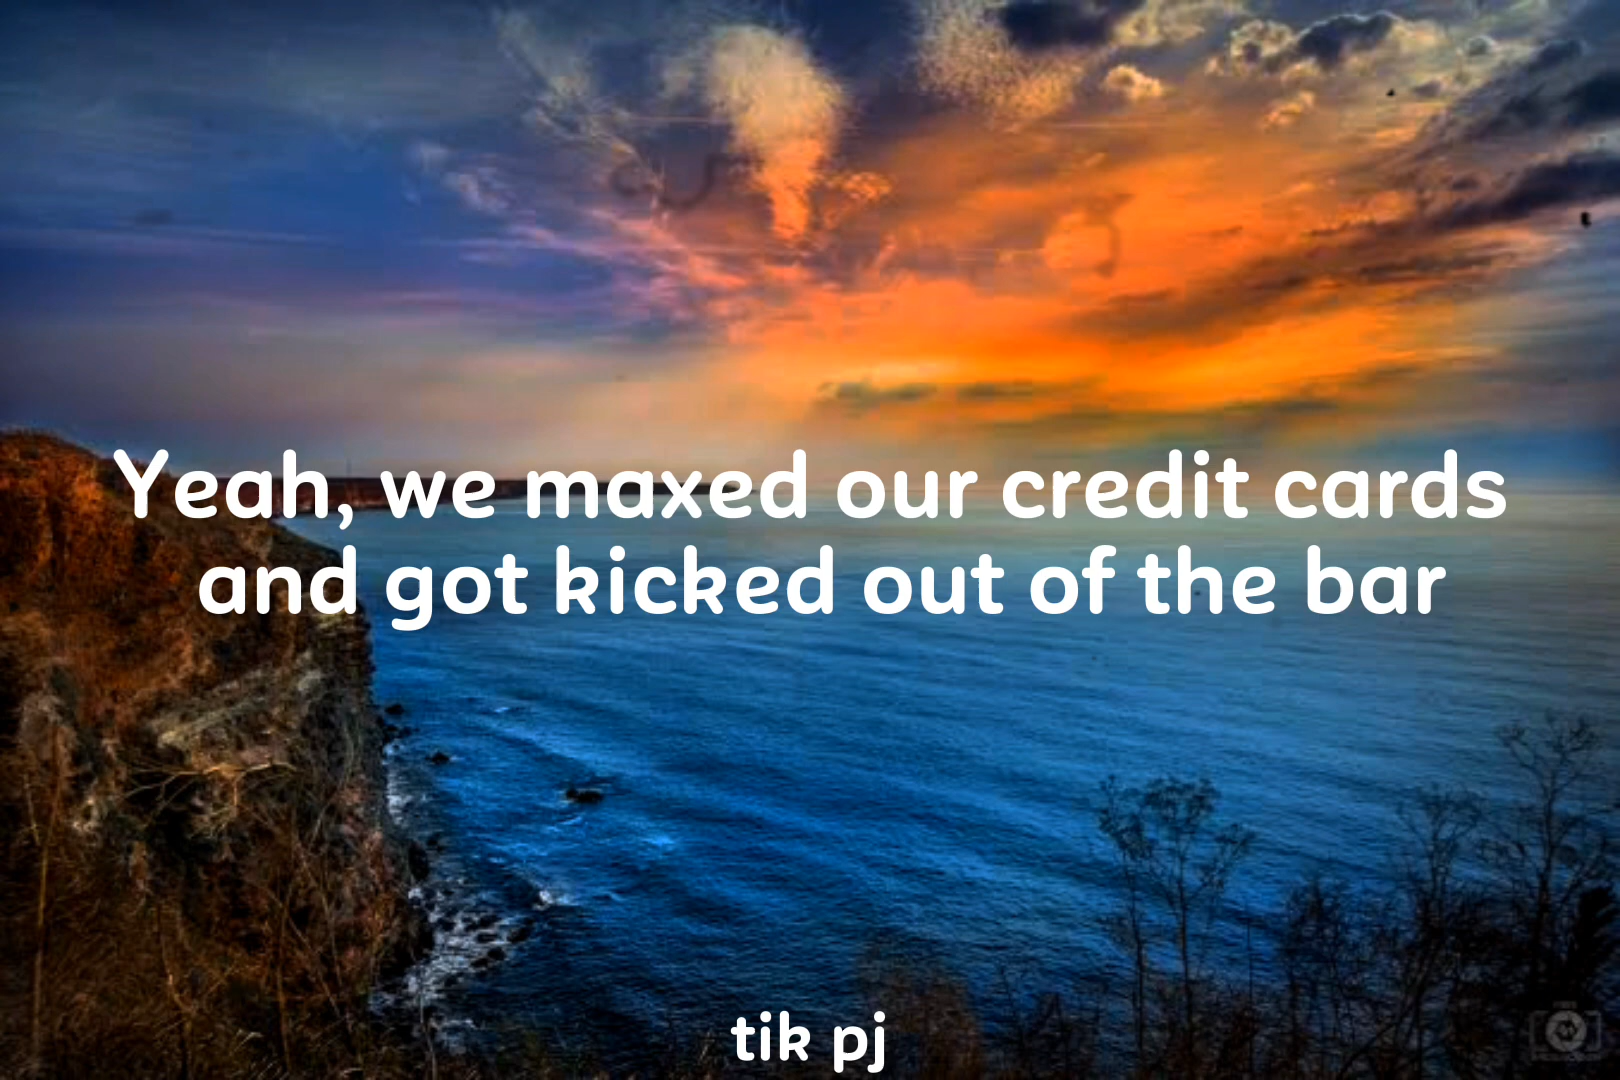 Yeah, we maxed our credit cards
and got kicked out of the bar
tik pj